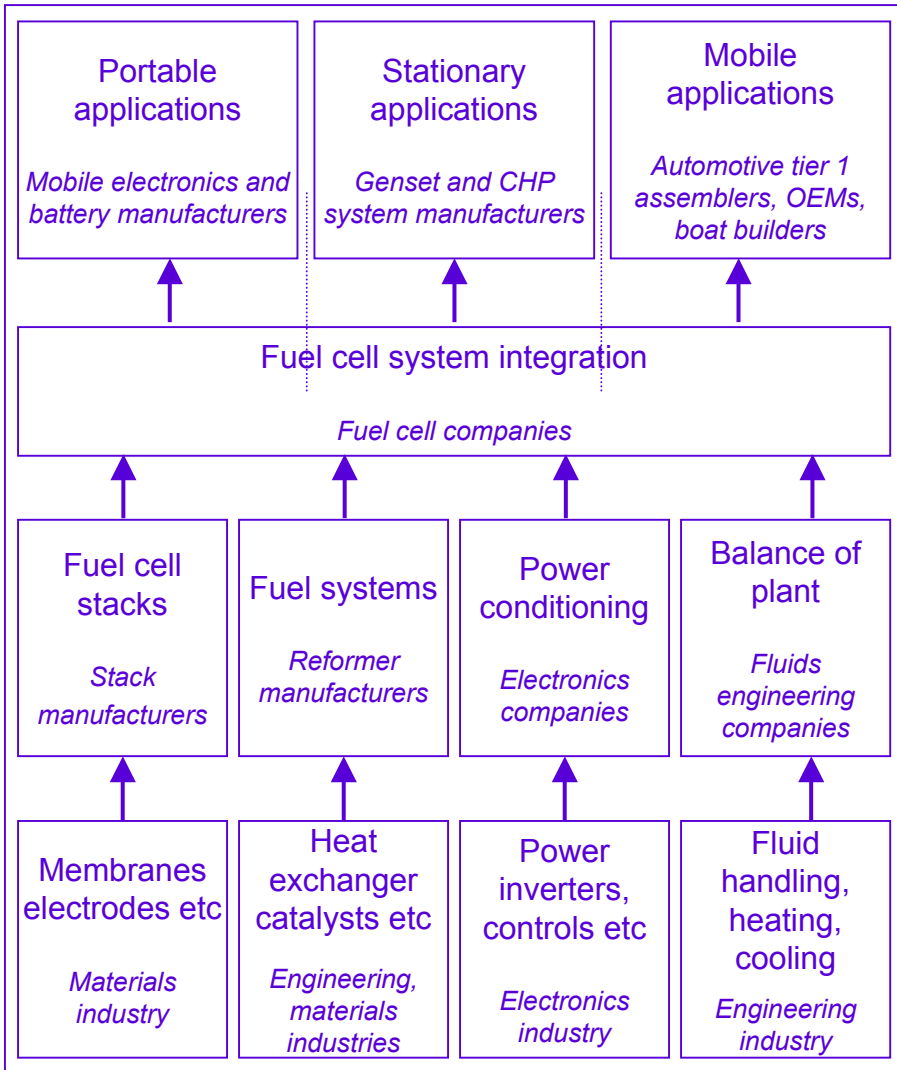 Portable
applications
Mobile electronics and
battery manufacturers
Stationary
applications
Genset and CHP
system manufacturers
Mobile
applications
Automotive tier 1
assemblers, OEMs,
boat builders
Fuel cell system integration
Fuel cell companies
Fuel cell
stacks
Stack
manufacturers
Fuel systems
Reformer
manufacturers
Power
conditioning
Electronics
companies
Balance of
plant
Fluids
engineering
companies
Membranes
electrodes etc
Materials
industry
Heat
exchanger
catalysts etc
Engineering,
materials
industries
Power
inverters,
controls etc
Electronics
industry
Fluid
handling,
heating,
cooling
Engineering
industry